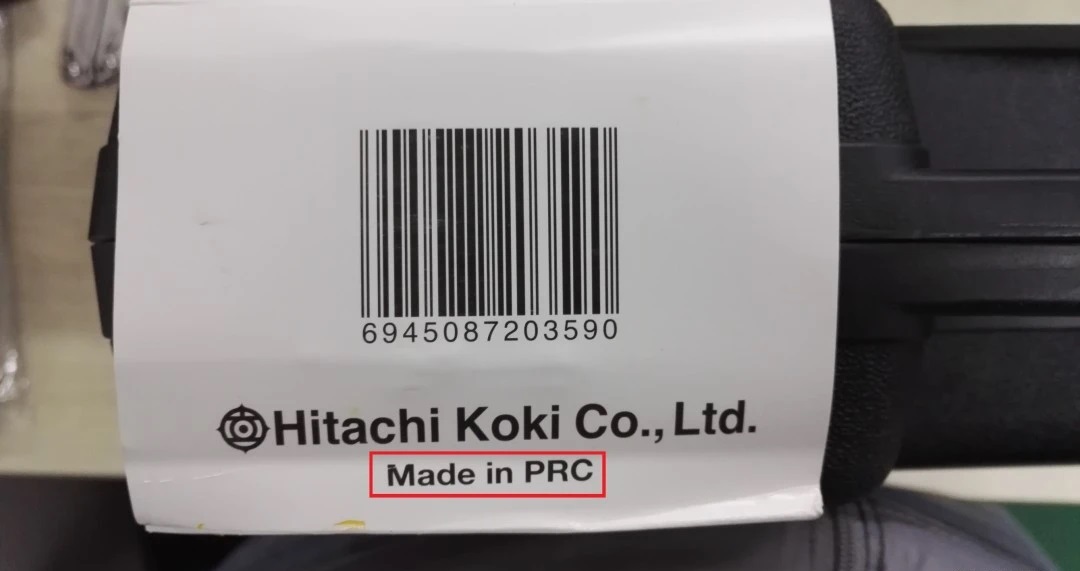 6945087203590
Hitachi Koki Co., Ltd.
Made in PRC